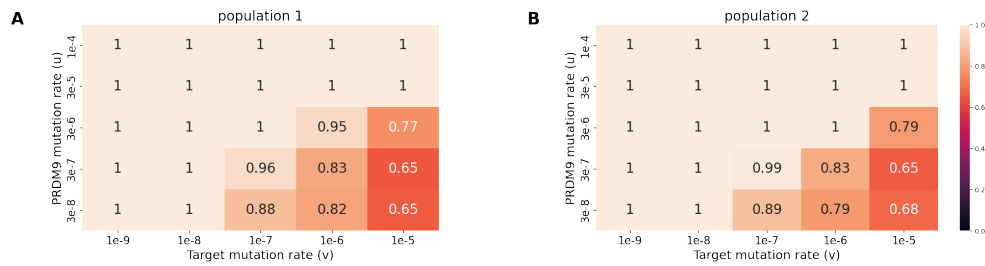 A
population 1
PRDM9 mutation rate (u)
1e-4 1 1 1 1 1
3e-5 1 1 1 1 1
3e-6 1 1 1 0.95 0.77
3e-7 1 1 0.96 0.83 0.65
3e-8 1 1 0.88 0.82 0.65
1e-9 1e-8 1e-7 1e-6 1e-5
Target mutation rate (v)
B
population 2
PRDM9 mutation rate (u)
1e-4 1 1 1 1 1
3e-5 1 1 1 1 1
3e-6 1 1 1 1 0.79
3e-7 1 1 0.99 0.83 0.65
3e-8 1 1 0.89 0.79 0.68
1e-9 1e-8 1e-7 1e-6 1e-5
Target mutation rate (v)
1.0
0.8
0.6
0.4
0.2
0.0